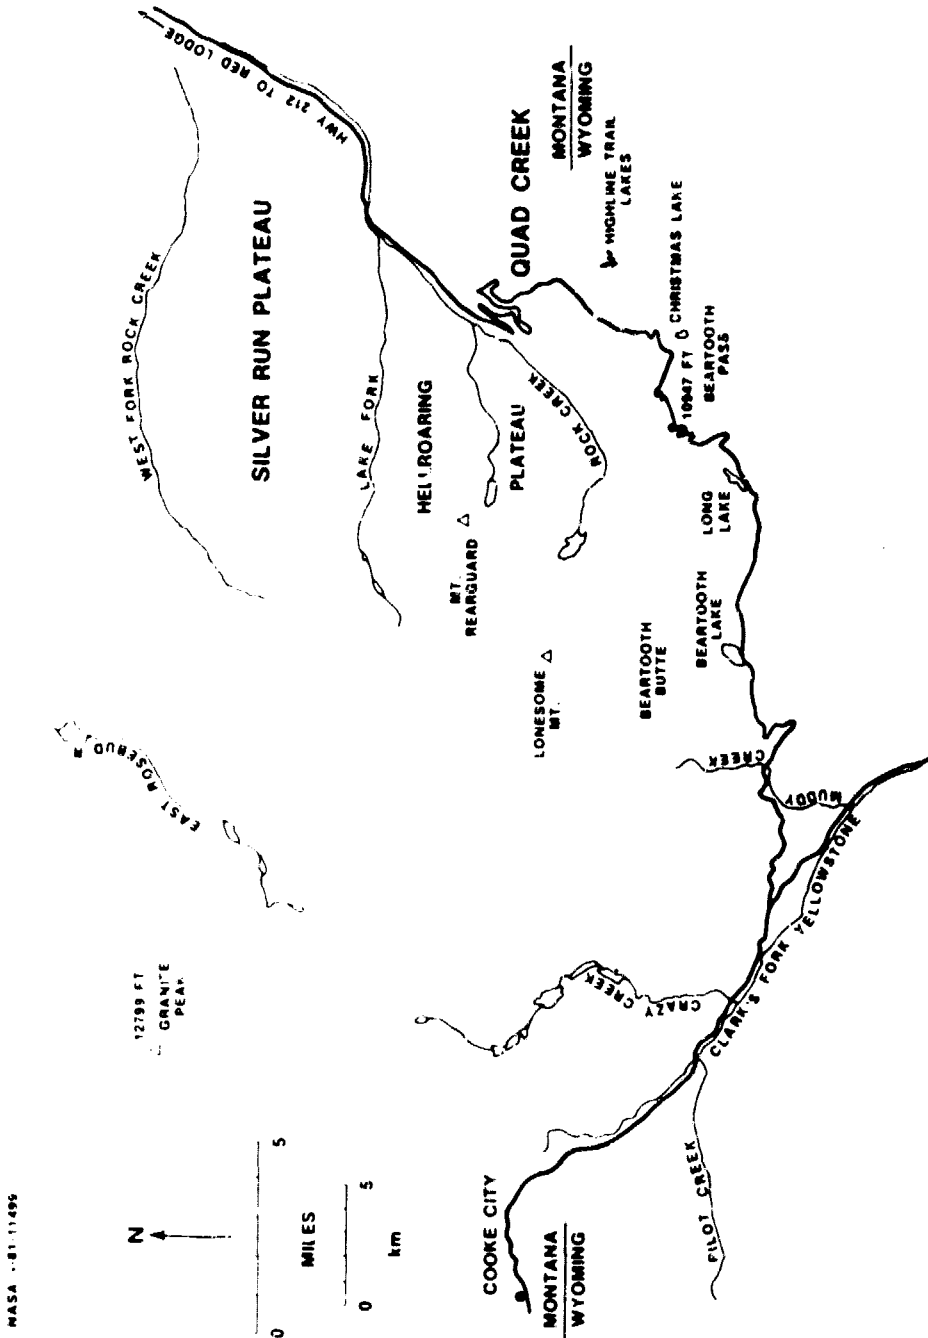 NASA
12799 FT
GRANITE
PEAK
N
EAST ROSEBUD
WEST FORK ROCK CREEK
HWY 212 TO RED LODGE
SILVER RUN PLATEAU
0 5
MILES
0 5
km
LAKE FORK
HELLROARING
PLATEAU
MT.
REARGUARD
ROCK CREEK
QUAD CREEK
MONTANA
WYOMING
HIGHLINE TRAIL
LAKES
COOKE CITY
MONTANA
WYOMING
CRAZY CREEK
LONESOME
MT.
BEARTOOTH
BUTTE
BEARTOOTH
LAKE
LONG
LAKE
10947 FT
BEARTOOTH
PASS
CHRISTMAS LAKE
MUDDY CREEK
CLARK'S FORK YELLOWSTONE
PILOT CREEK